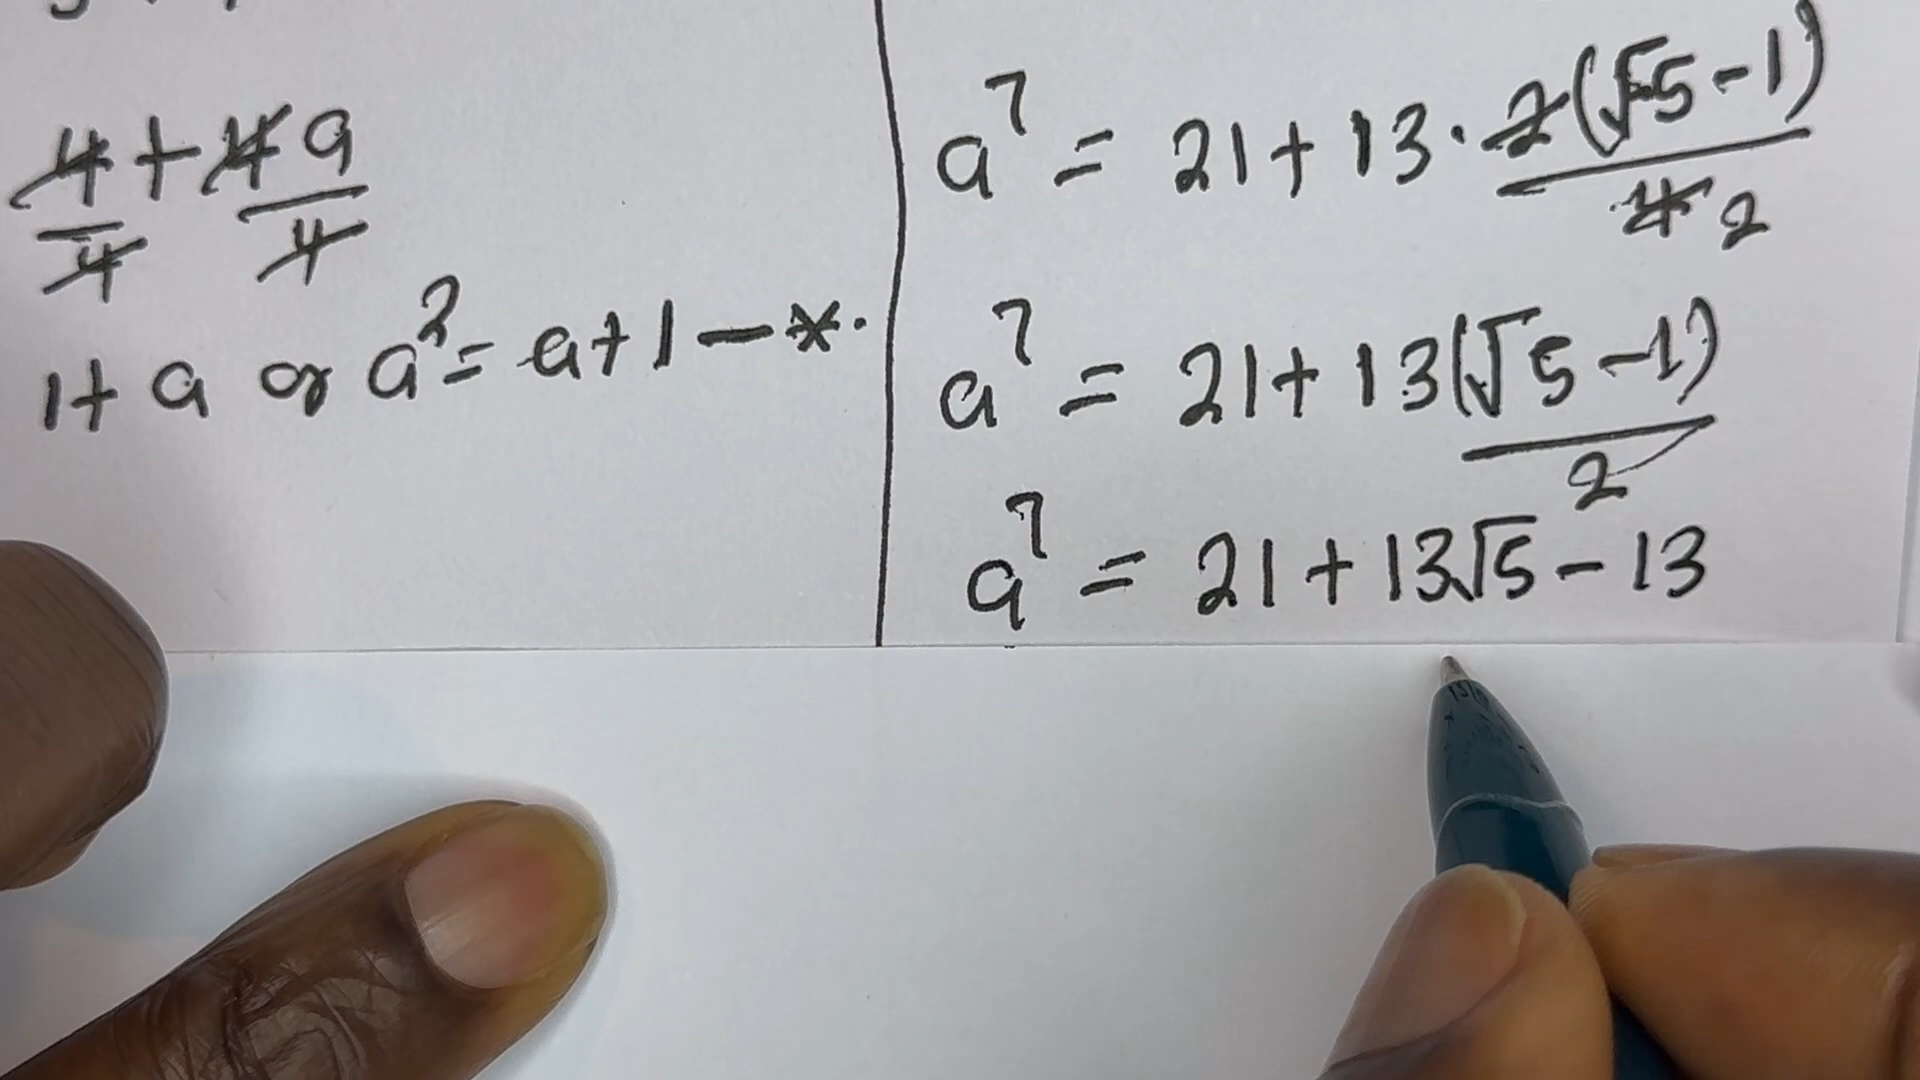 4/4 + 4a/4
1+ a or a² = a+1 – *.
a⁷ = 21 + 13 · 2(√5 - 1)/4 2
a⁷ = 21 + 13(√5 - 1)/2
a⁷ = 21 + 13√5 - 13